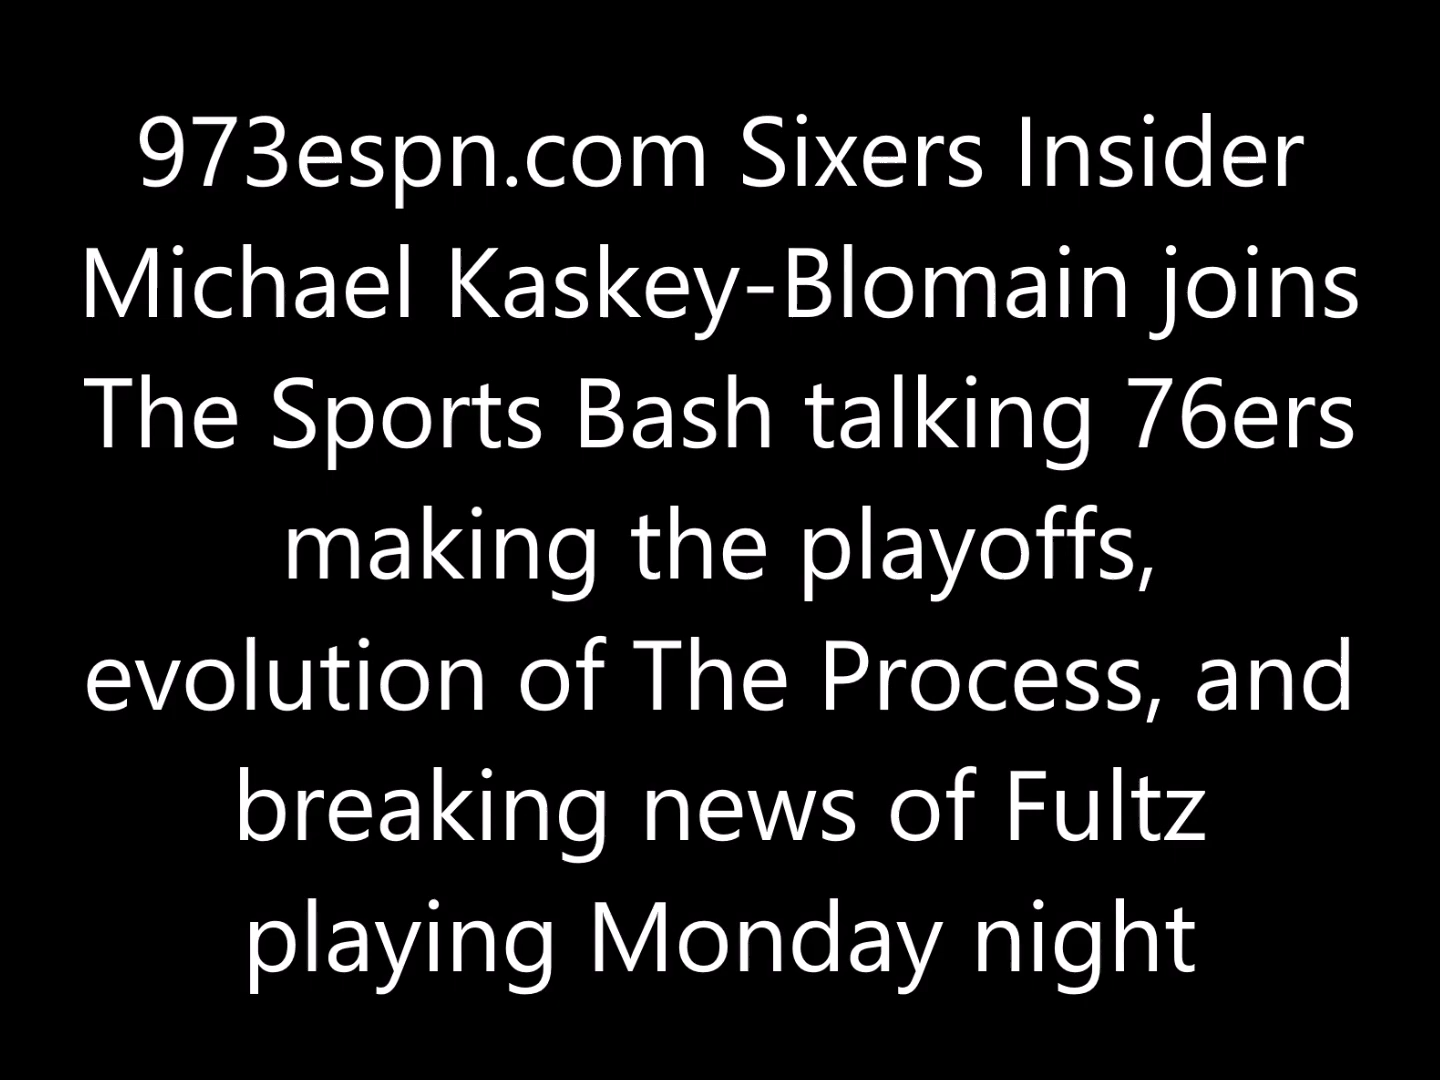 973espn.com Sixers Insider
Michael Kaskey-Blomain joins
The Sports Bash talking 76ers
making the playoffs,
evolution of The Process, and
breaking news of Fultz
playing Monday night